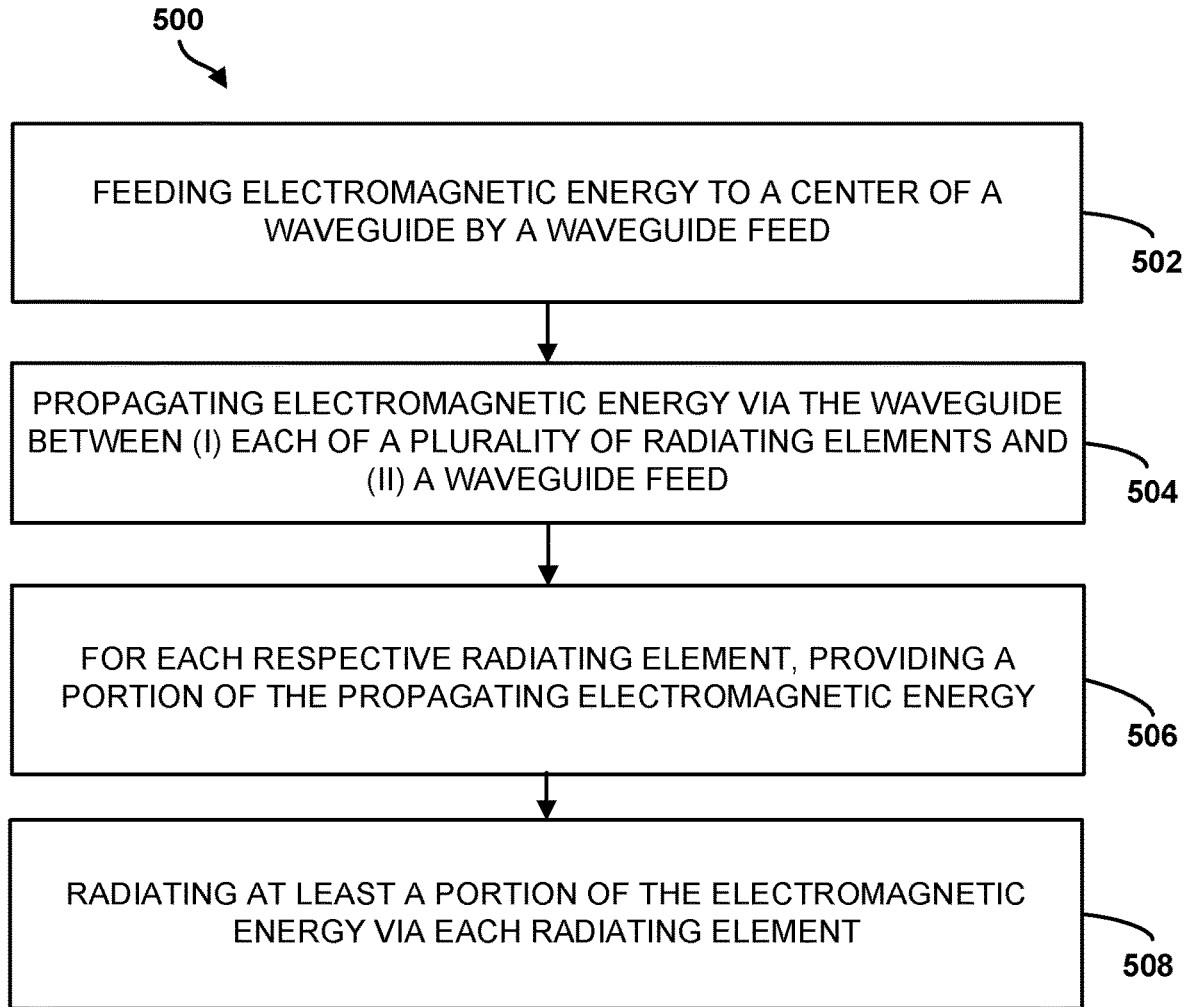 500
FEEDING ELECTROMAGNETIC ENERGY TO A CENTER OF A
WAVEGUIDE BY A WAVEGUIDE FEED
502
PROPAGATING ELECTROMAGNETIC ENERGY VIA THE WAVEGUIDE
BETWEEN (I) EACH OF A PLURALITY OF RADIATING ELEMENTS AND
(II) A WAVEGUIDE FEED
504
FOR EACH RESPECTIVE RADIATING ELEMENT, PROVIDING A
PORTION OF THE PROPAGATING ELECTROMAGNETIC ENERGY
506
RADIATING AT LEAST A PORTION OF THE ELECTROMAGNETIC
ENERGY VIA EACH RADIATING ELEMENT
508